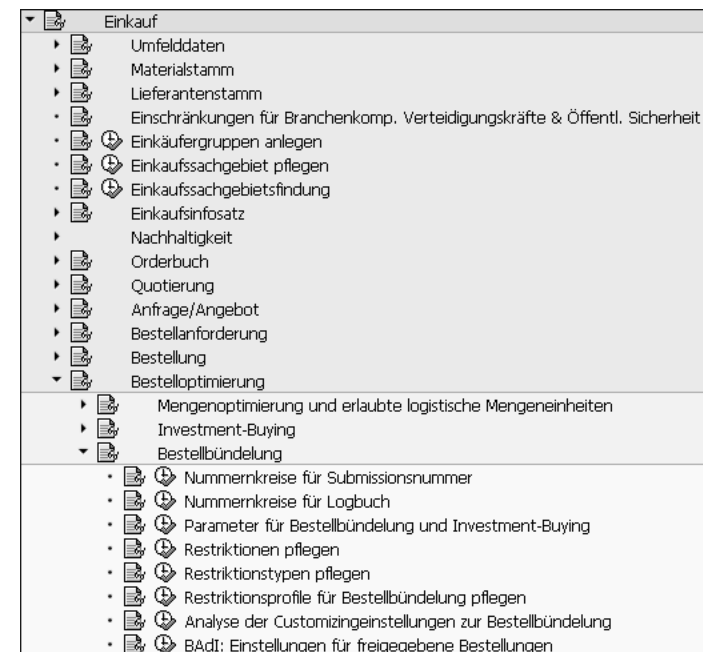 Einkauf
Umfelddaten
Materialstamm
Lieferantenstamm
Einschränkungen für Branchenkomp. Verteidigungskräfte & Öffentl. Sicherheit
Einkäufergruppen anlegen
Einkaufssachgebiet pflegen
Einkaufssachgebietsfindung
Einkaufsinfosatz
Nachhaltigkeit
Orderbuch
Quotierung
Anfrage/Angebot
Bestellanforderung
Bestellung
Bestelloptimierung
Mengenoptimierung und erlaubte logistische Mengeneinheiten
Investment-Buying
Bestellbündelung
Nummernkreise für Submissionsnummer
Nummernkreise für Logbuch
Parameter für Bestellbündelung und Investment-Buying
Restriktionen pflegen
Restriktionstypen pflegen
Restriktionsprofile für Bestellbündelung pflegen
Analyse der Customizingeinstellungen zur Bestellbündelung
BAdI: Einstellungen für freigegebene Bestellungen